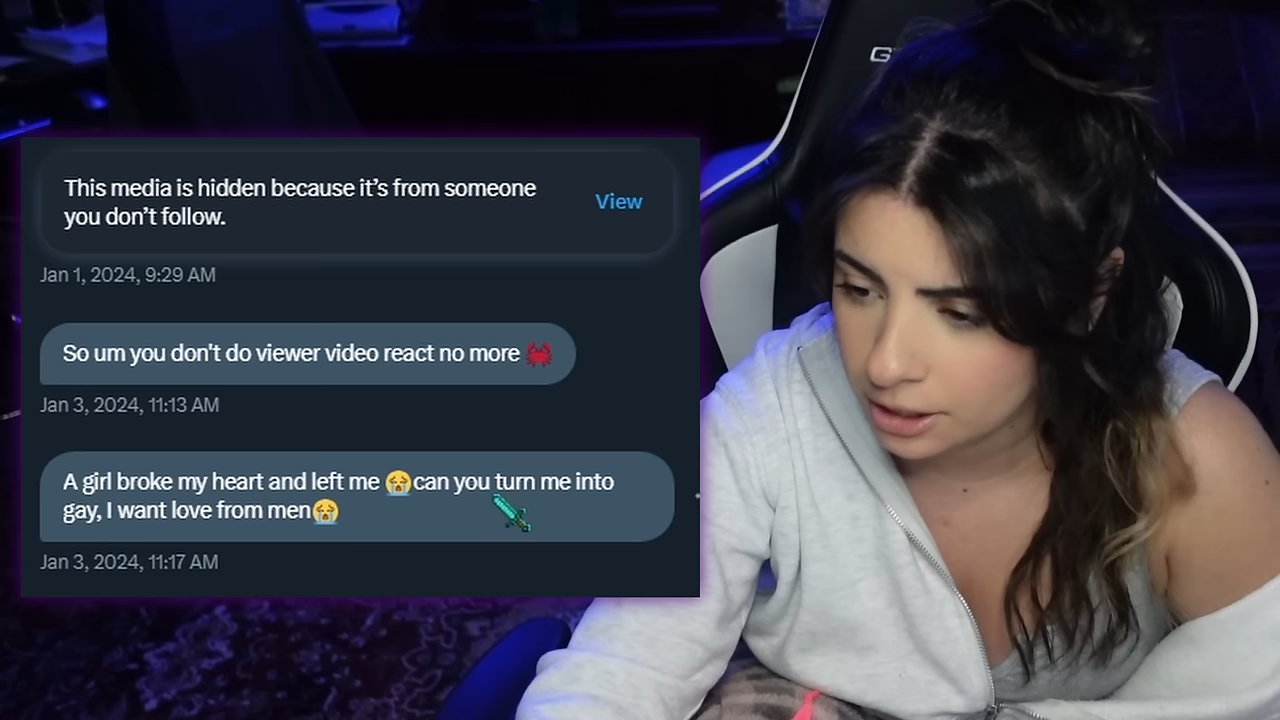 This media is hidden because it’s from someone
you don’t follow.
View
Jan 1, 2024, 9:29 AM
So um you don't do viewer video react no more 🦀
Jan 3, 2024, 11:13 AM
A girl broke my heart and left me 😭can you turn me into
gay, I want love from men😭
Jan 3, 2024, 11:17 AM